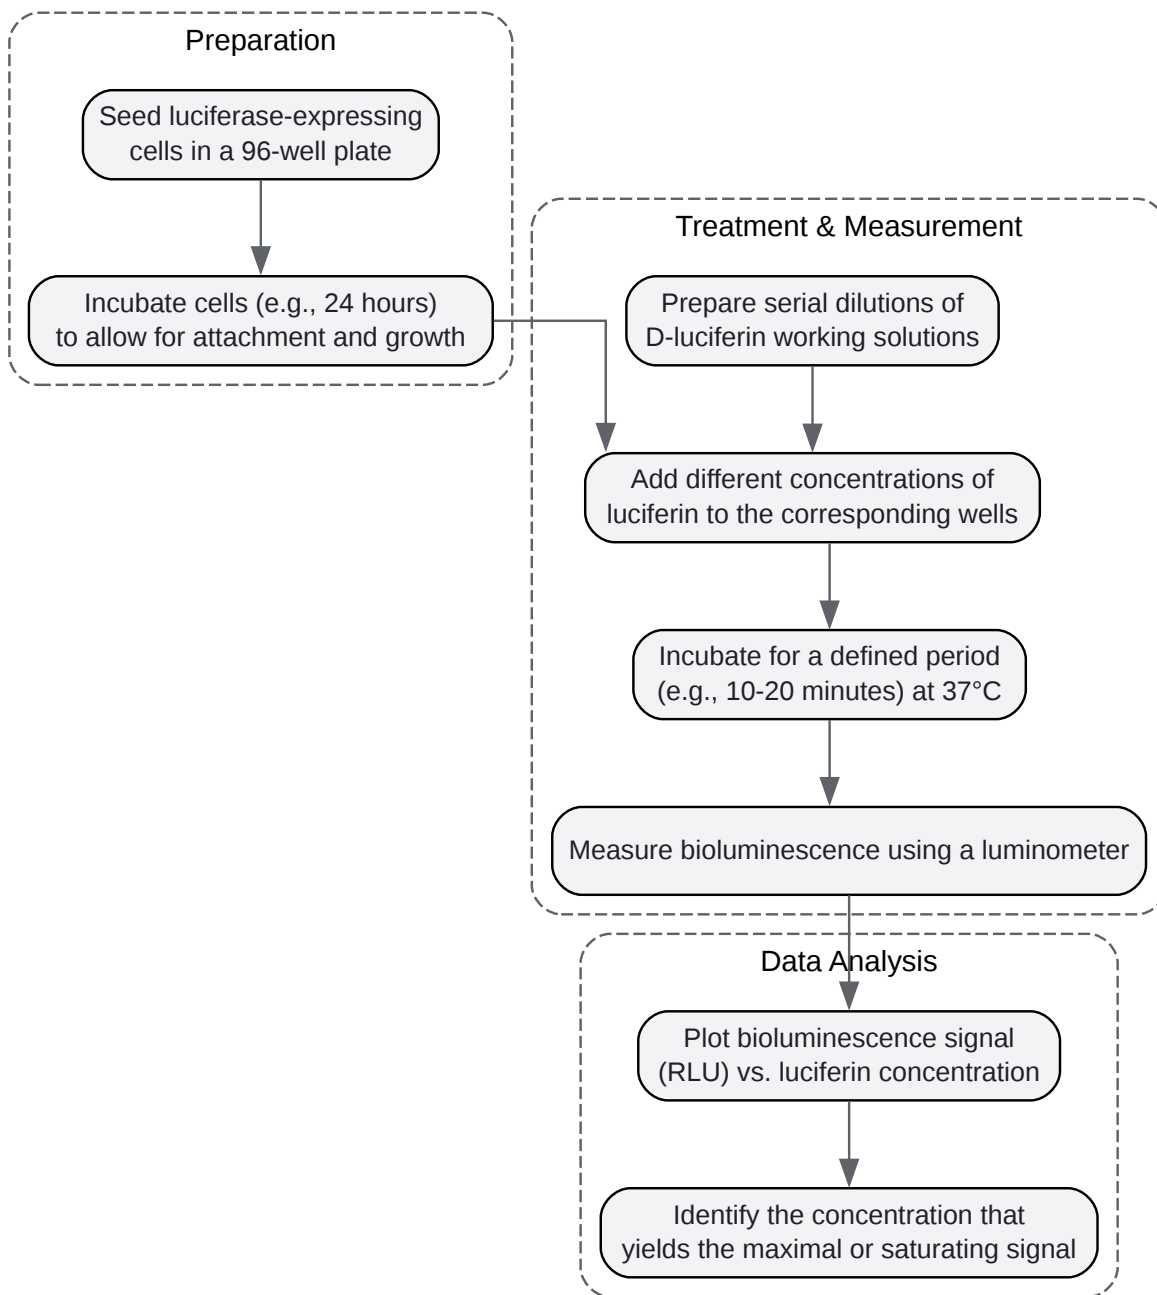 Preparation
Seed luciferase-expressing
cells in a 96-well plate
Incubate cells (e.g., 24 hours)
to allow for attachment and growth
Treatment & Measurement
Prepare serial dilutions of
D-luciferin working solutions
Add different concentrations of
luciferin to the corresponding wells
Incubate for a defined period
(e.g., 10-20 minutes) at 37°C
Measure bioluminescence using a luminometer
Data Analysis
Plot bioluminescence signal
(RLU) vs. luciferin concentration
Identify the concentration that
yields the maximal or saturating signal